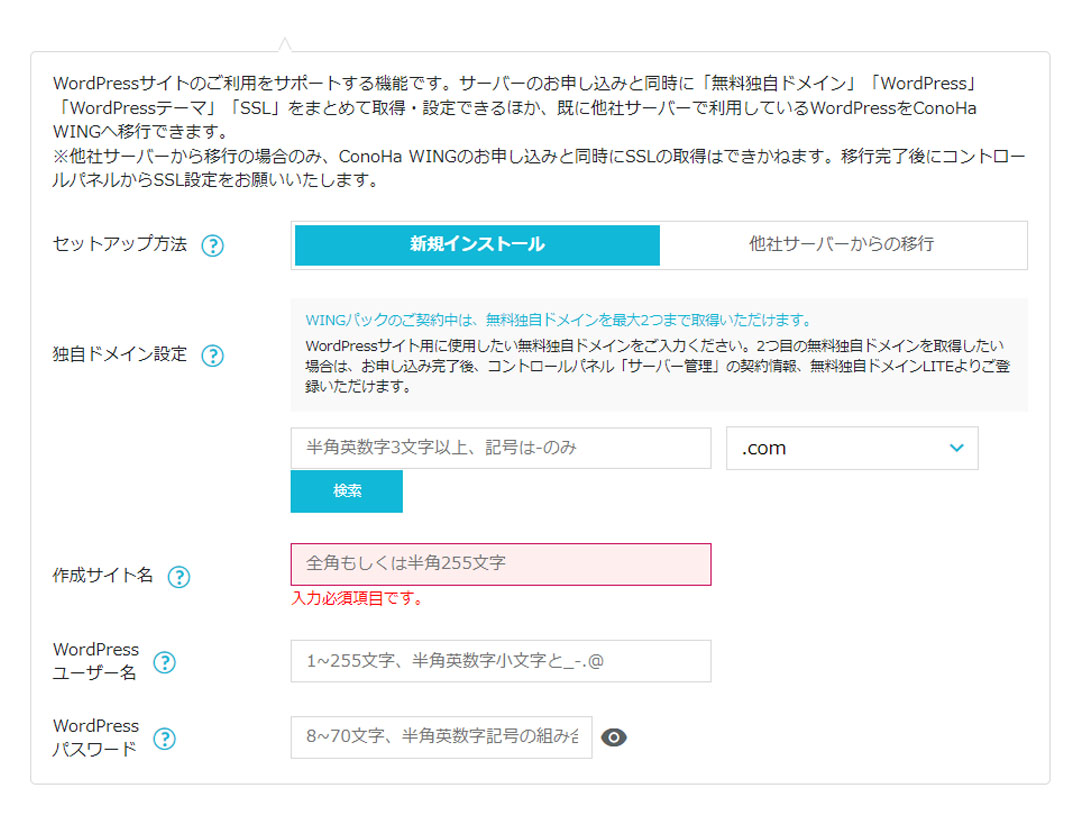 WordPressサイトのご利用をサポートする機能です。サーバーのお申し込みと同時に「無料独自ドメイン」「WordPress」
「WordPressテーマ」「SSL」をまとめて取得・設定できるほか、既に他社サーバーで利用しているWordPressをConoHa
WINGへ移行できます。
※他社サーバーから移行の場合のみ、ConoHa WINGのお申し込みと同時にSSLの取得はできかねます。移行完了後にコントロー
ルパネルからSSL設定をお願いいたします。
セットアップ方法 ?
新規インストール 他社サーバーからの移行
WINGパックのご契約中は、無料独自ドメインを最大2つまで取得いただけます。
WordPressサイト用に使用したい無料独自ドメインをご入力ください。2つ目の無料独自ドメインを取得したい
場合は、お申し込み完了後、コントロールパネル「サーバー管理」の契約情報、無料独自ドメインLITEよりご登
録いただけます。
独自ドメイン設定 ?
半角英数字3文字以上、記号は-のみ .com
検索
作成サイト名 ?
全角もしくは半角255文字
入力必須項目です。
WordPress
ユーザー名 ?
1~255文字、半角英数字小文字と_-.@
WordPress
パスワード ?
8~70文字、半角英数字記号の組み合